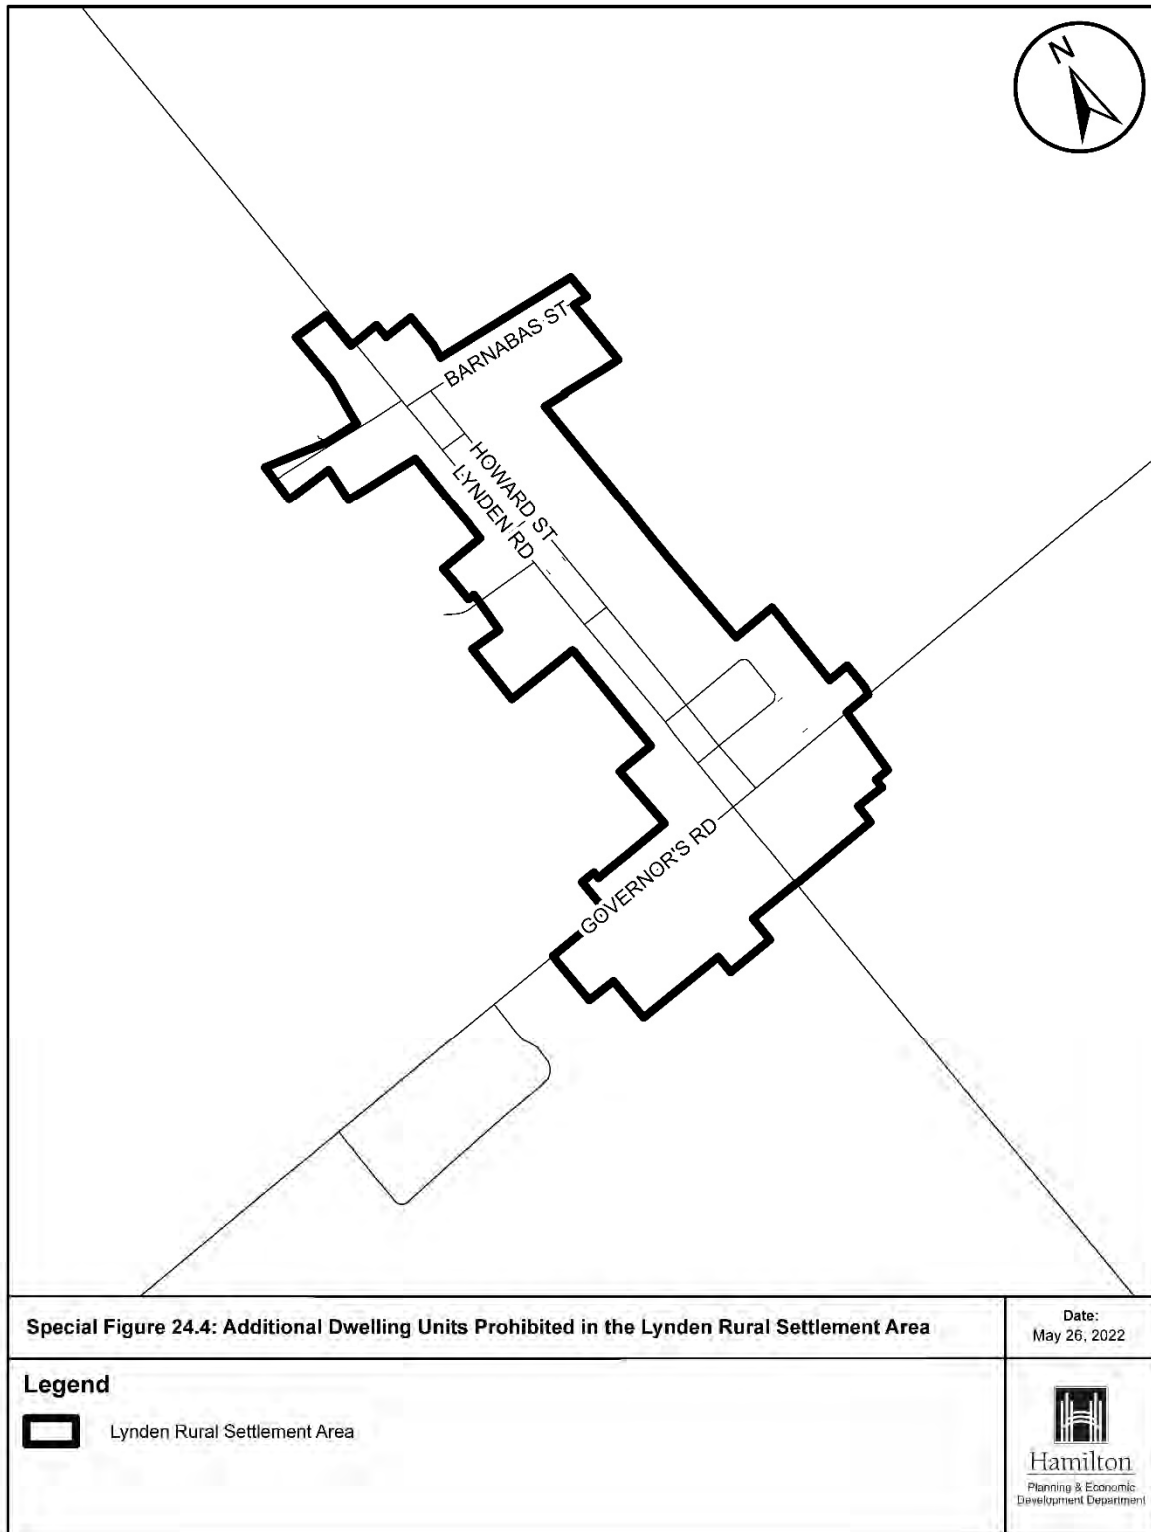 N
BARNABAS ST
HOWARD ST
LYNDEN RD
GOVERNOR'S RD
Special Figure 24.4: Additional Dwelling Units Prohibited in the Lynden Rural Settlement Area
Date:
May 26, 2022
Legend
Lynden Rural Settlement Area
Hamilton
Planning & Economic
Development Department